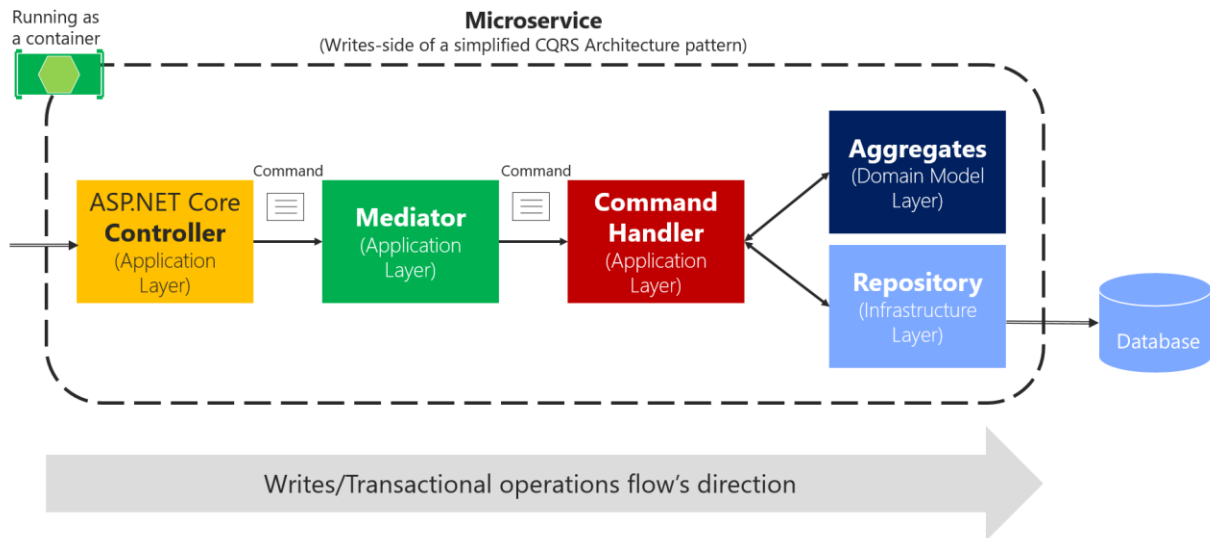 Running as
a container
Microservice
(Writes-side of a simplified CQRS Architecture pattern)
ASP.NET Core
Controller
(Application
Layer)
Command
Mediator
(Application
Layer)
Command
Command
Handler
(Application
Layer)
Aggregates
(Domain Model
Layer)
Repository
(Infrastructure
Layer)
Database
Writes/Transactional operations flow's direction